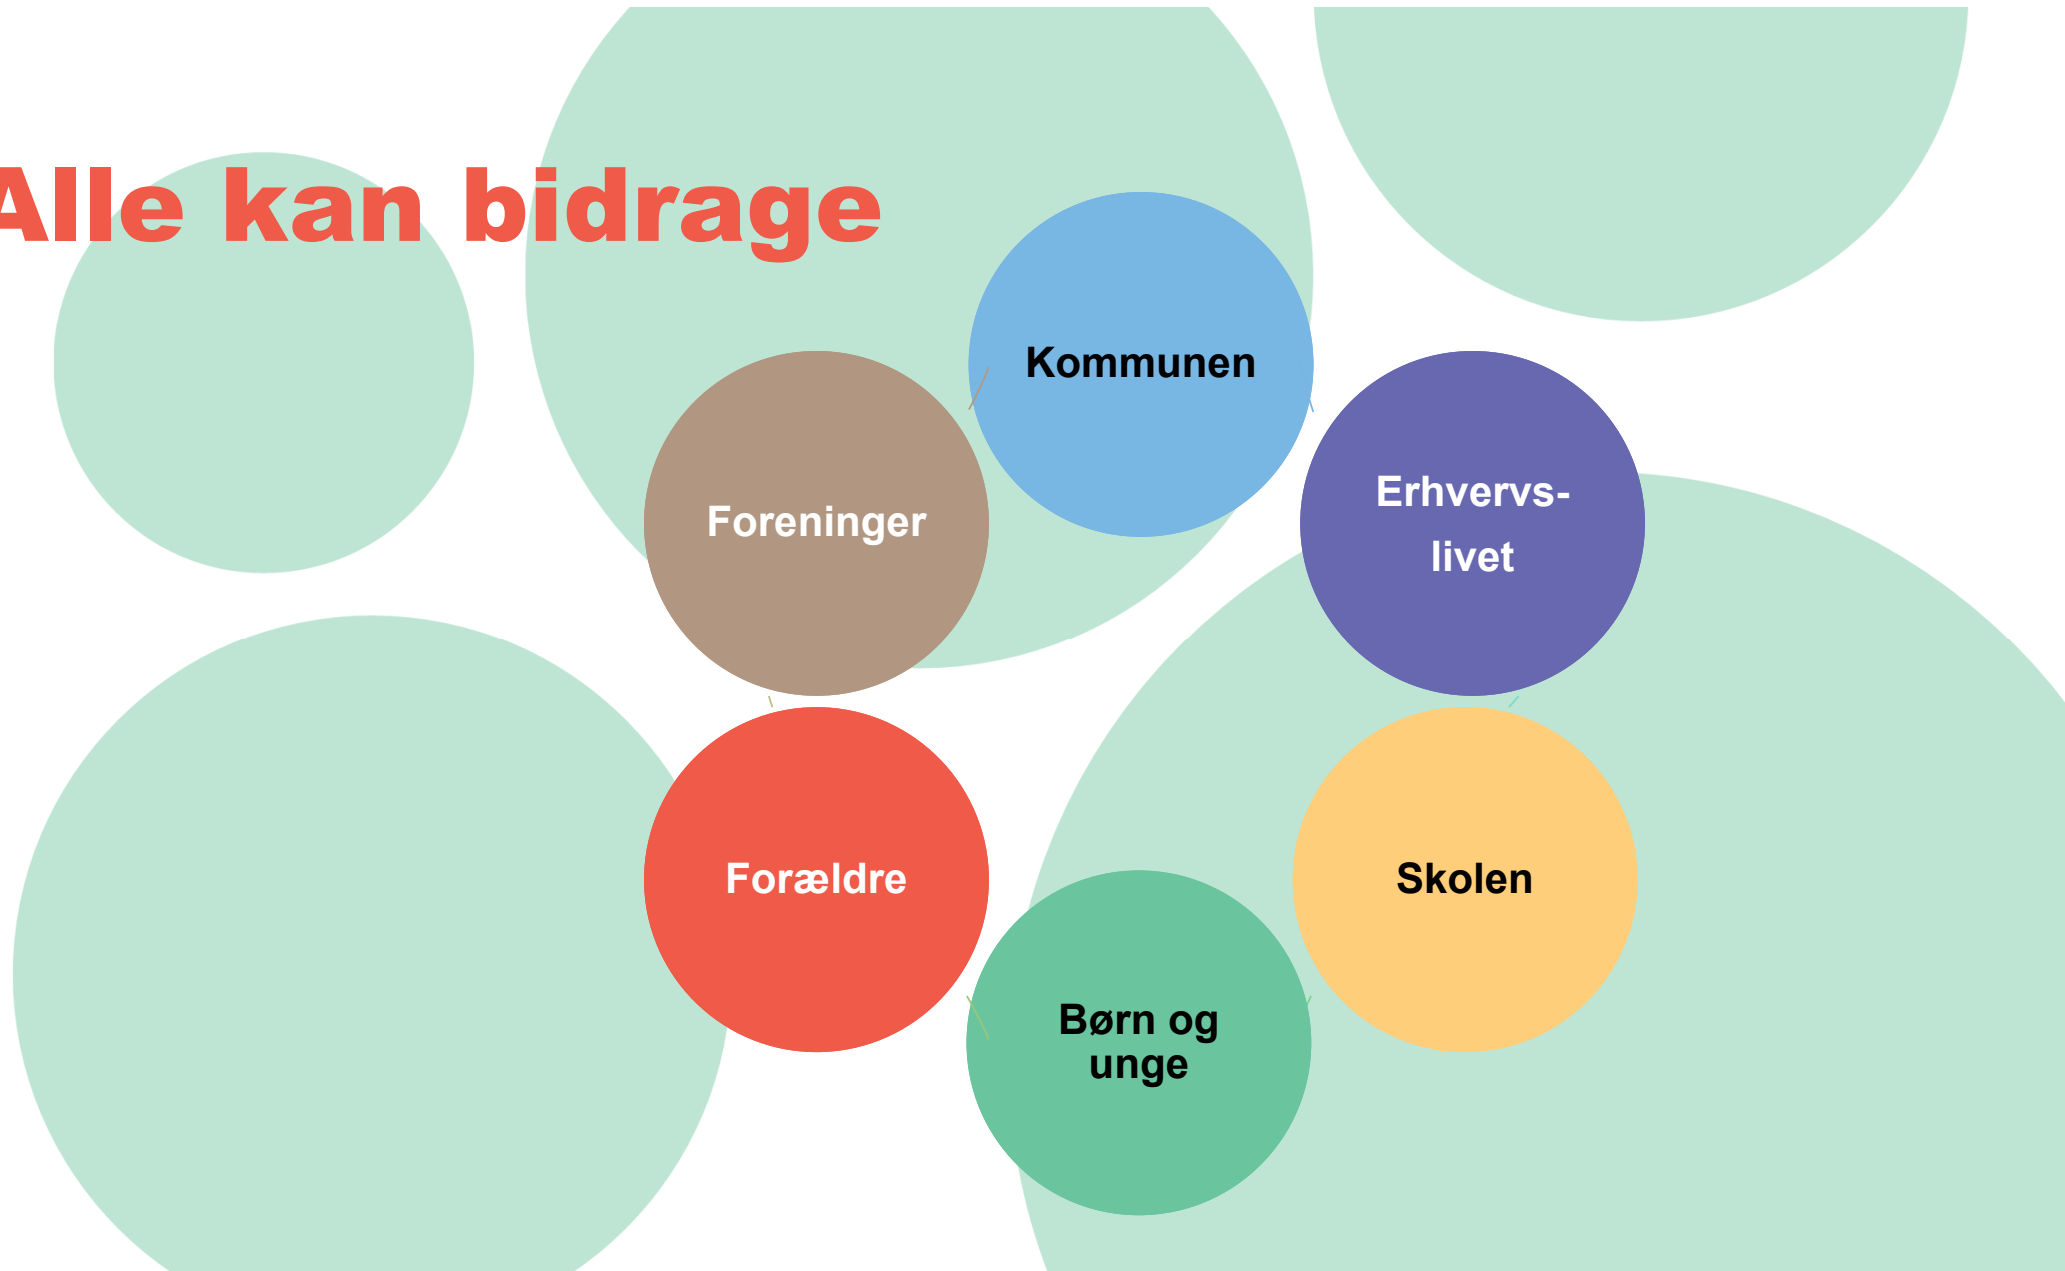 Alle kan bidrage
Kommunen
Erhvervs-
livet
Foreninger
Forældre
Skolen
Børn og
unge